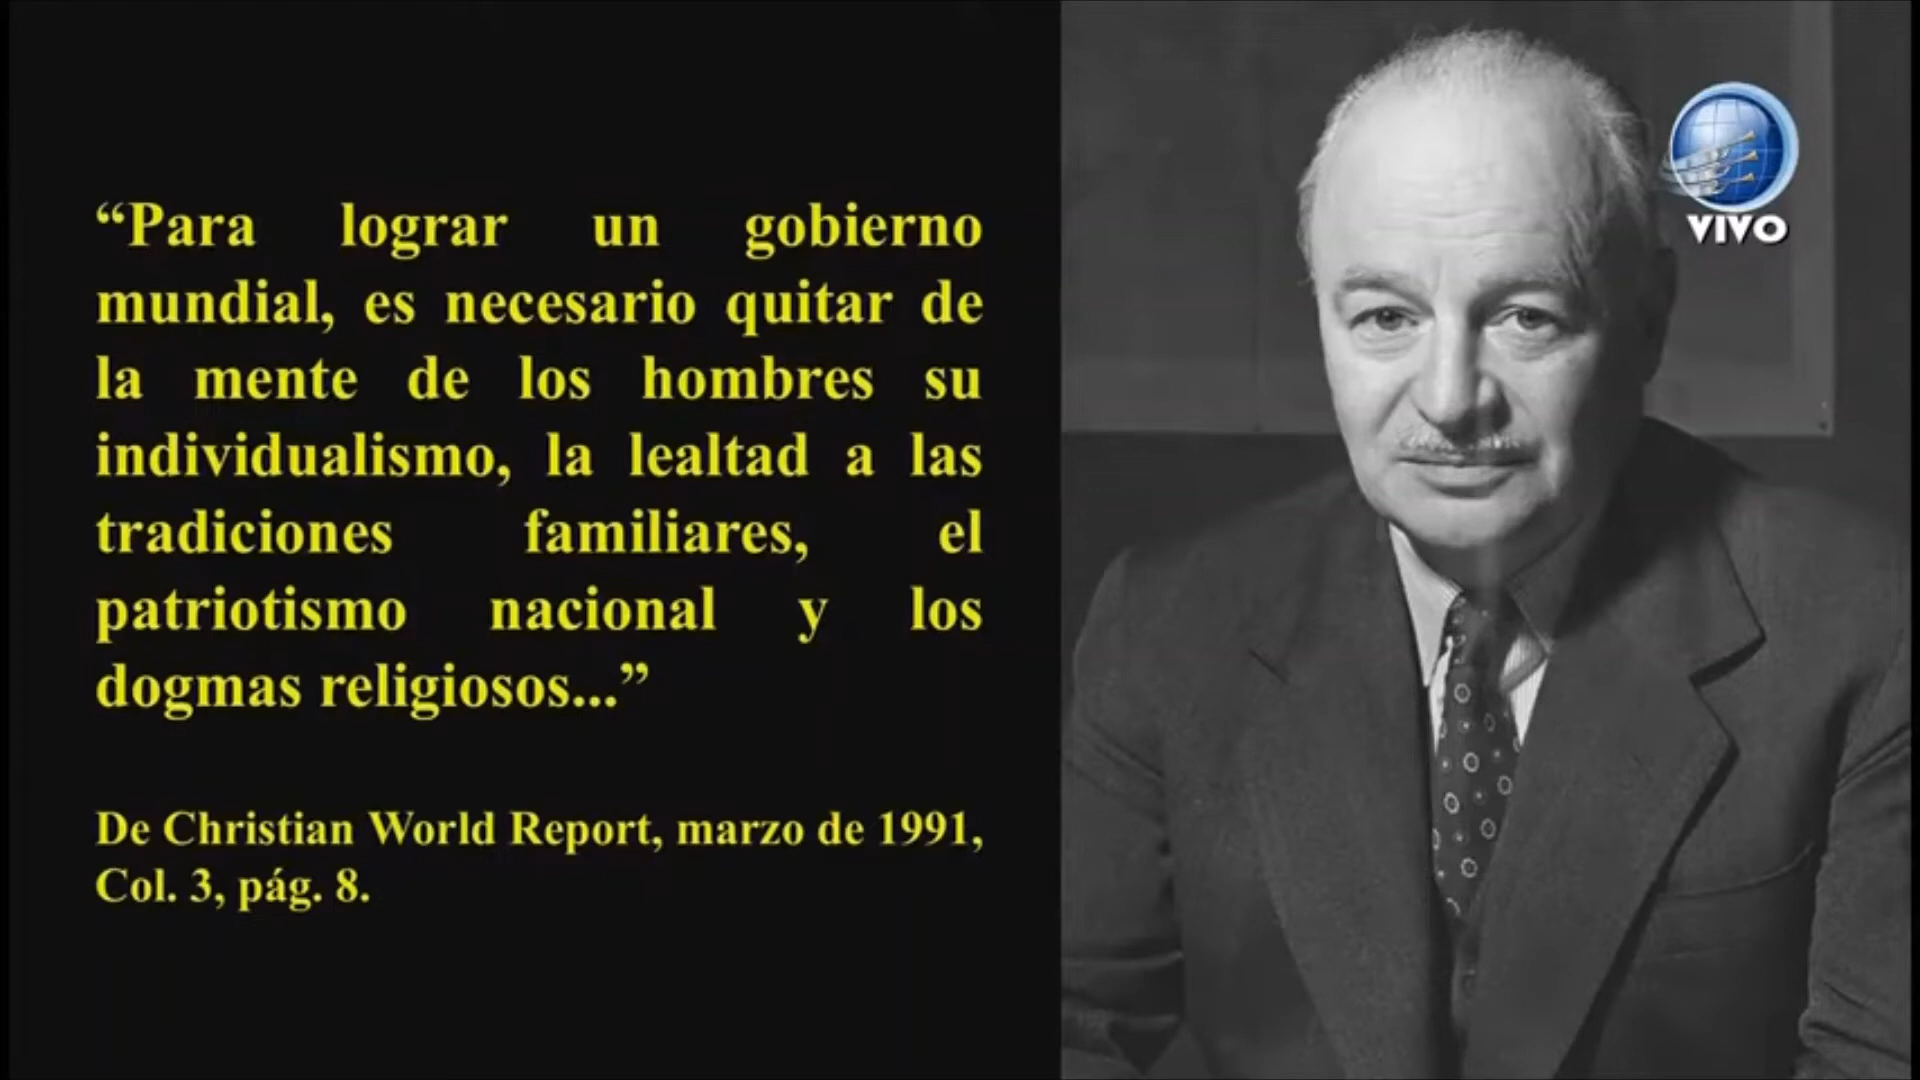 “Para lograr un gobierno
mundial, es necesario quitar de
la mente de los hombres su
individualismo, la lealtad a las
tradiciones familiares, el
patriotismo nacional y los
dogmas religiosos...”
De Christian World Report, marzo de 1991,
Col. 3, pág. 8.
VIVO